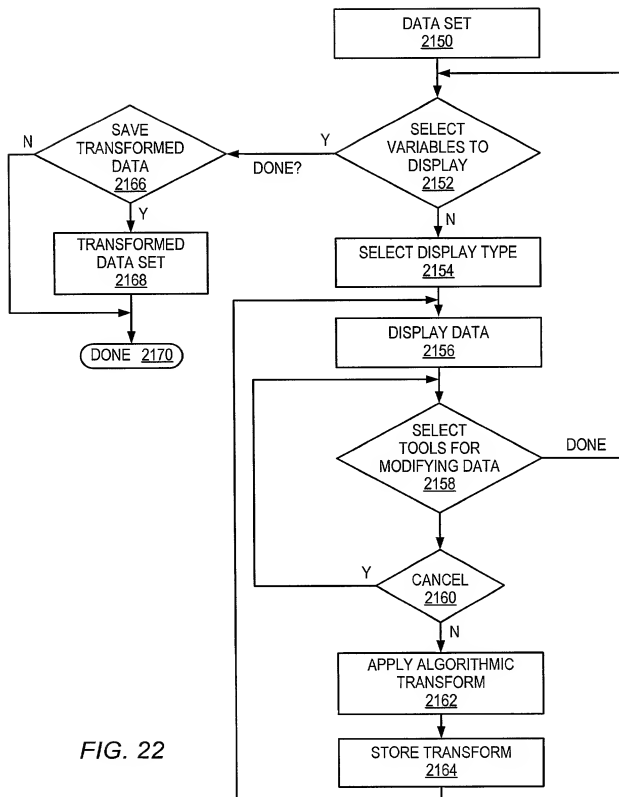 DATA SET
2150
SELECT
VARIABLES TO
DISPLAY
2152
Y
DONE?
N
SAVE
TRANSFORMED
DATA
2166
N
Y
TRANSFORMED
DATA SET
2168
DONE 2170
SELECT DISPLAY TYPE
2154
DISPLAY DATA
2156
SELECT
TOOLS FOR
MODIFYING DATA
2158
DONE
CANCEL
2160
Y
N
APPLY ALGORITHMIC
TRANSFORM
2162
STORE TRANSFORM
2164
FIG. 22